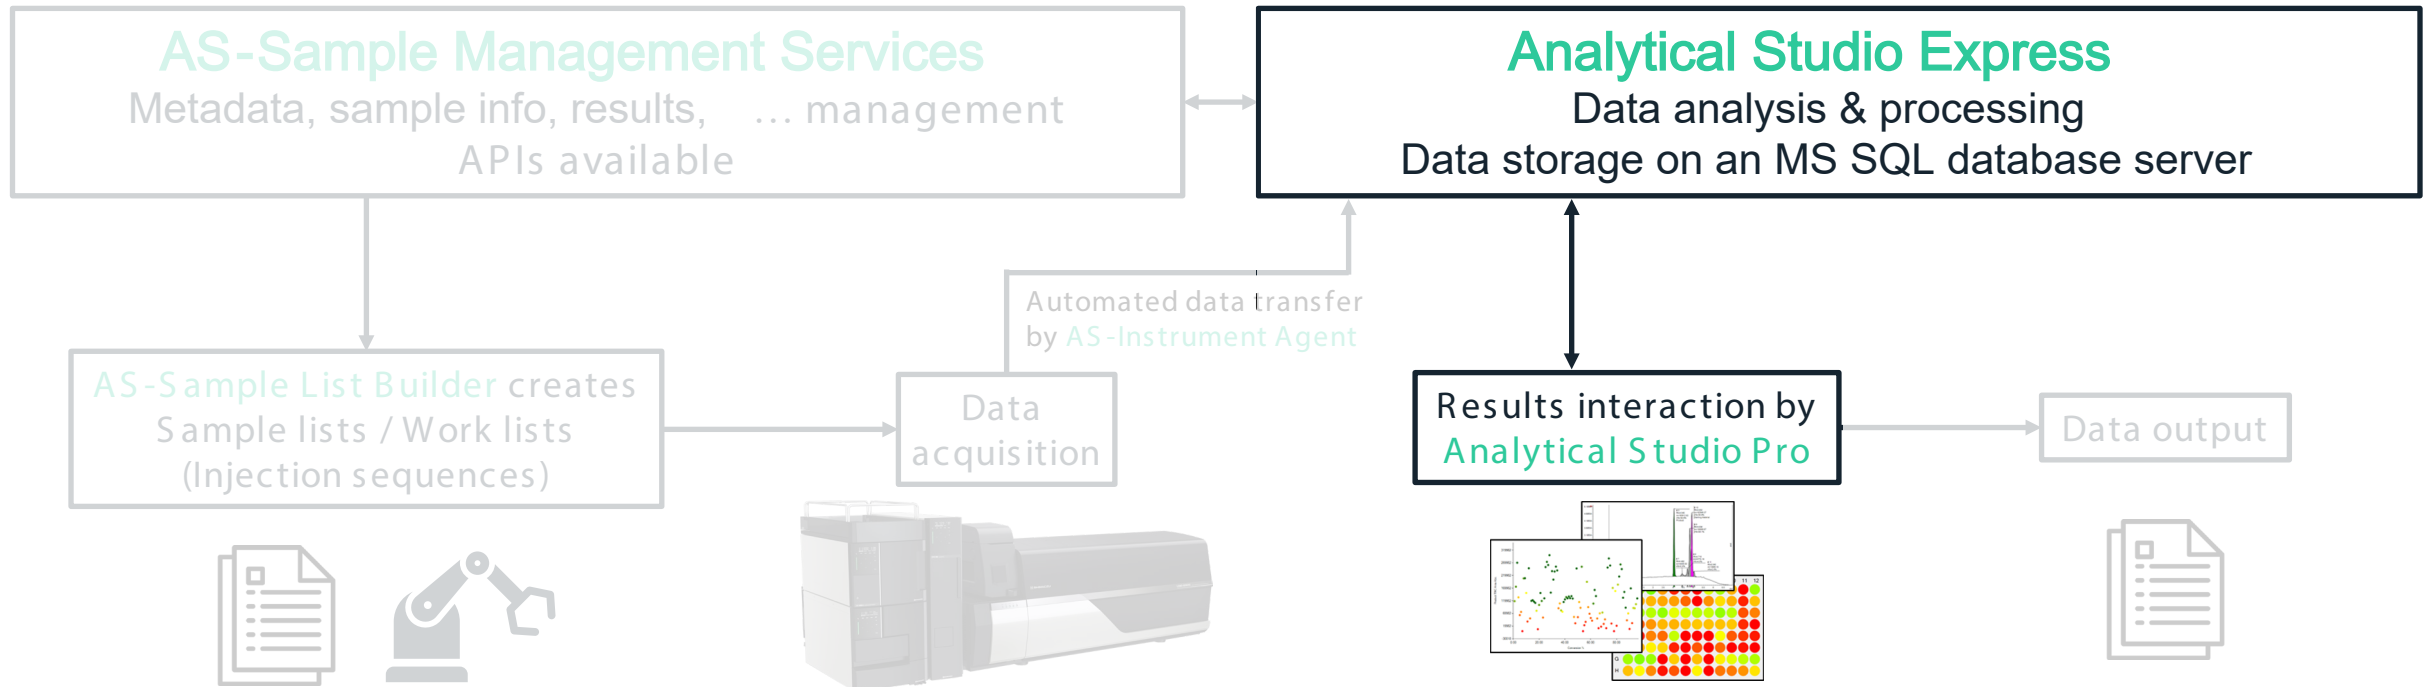 AS-Sample Management Services
Metadata, sample info, results, ... management
APIs available
Analytical Studio Express
Data analysis & processing
Data storage on an MS SQL database server
Automated data transfer
by AS-Instrument Agent
AS-Sample List Builder creates
Sample lists / Work lists
(Injection sequences)
Data
acquisition
Results interaction by
Analytical Studio Pro
Data output
11 12
G
H